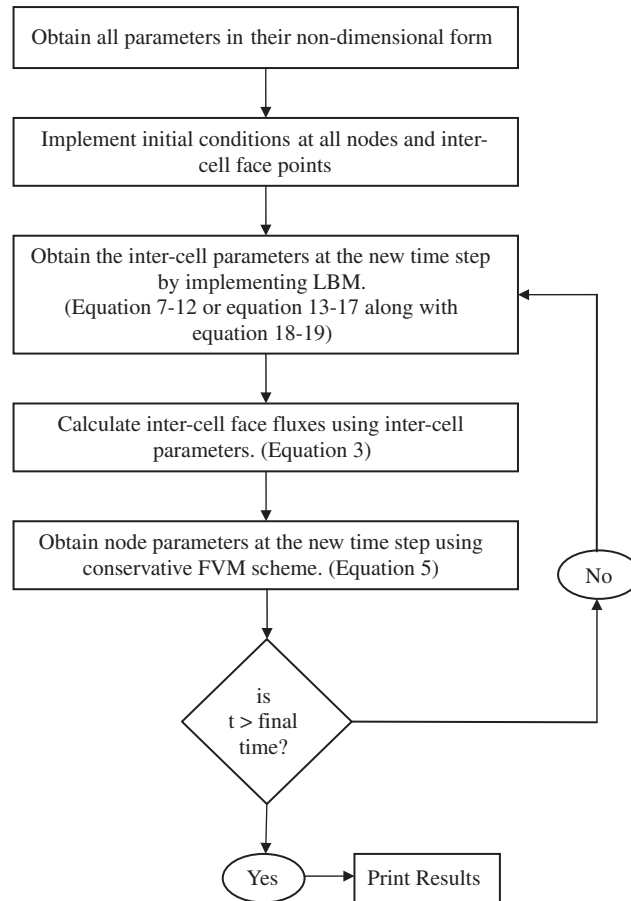 Obtain all parameters in their non-dimensional form
Implement initial conditions at all nodes and inter-
cell face points
Obtain the inter-cell parameters at the new time step
by implementing LBM.
(Equation 7-12 or equation 13-17 along with
equation 18-19)
Calculate inter-cell face fluxes using inter-cell
parameters. (Equation 3)
Obtain node parameters at the new time step using
conservative FVM scheme. (Equation 5)
No
is
t > final
time?
Yes
Print Results